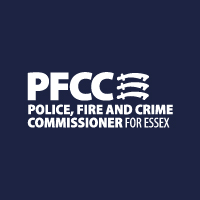 PFCC
POLICE, FIRE AND CRIME
COMMISSIONER FOR ESSEX